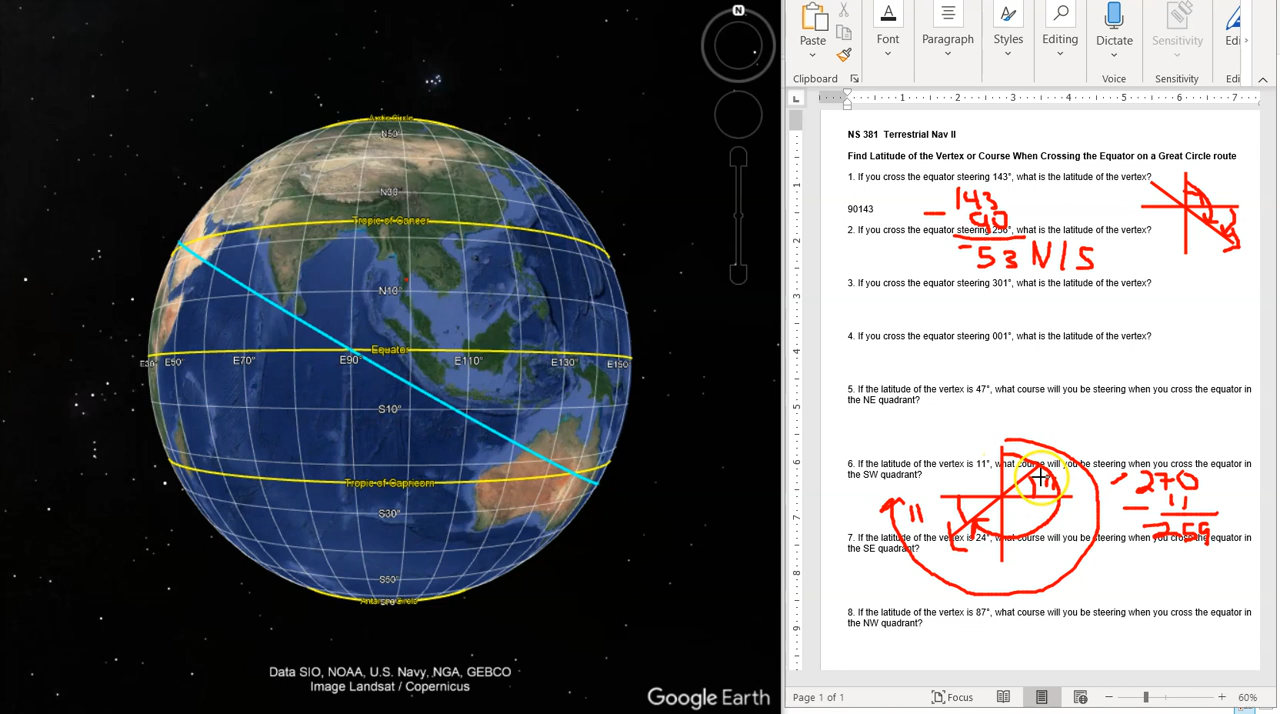 N
Arctic Circle
N50°
N30
Tropic of Cancer
N10°
Equator
E30° E50° E70° E90° E110° E130° E150
S10°
Tropic of Capricorn
S30°
S50°
Antarctic Circle
Data SIO, NOAA, U.S. Navy, NGA, GEBCO
Image Landsat / Copernicus
Google Earth
Paste Font Paragraph Styles Editing Dictate Sensitivity Edi
Clipboard Voice Sensitivity
1 2 3 4 5 6 7
NS 381 Terrestrial Nav II
Find Latitude of the Vertex or Course When Crossing the Equator on a Great Circle route
1. If you cross the equator steering 143°, what is the latitude of the vertex?
90143
- 143
90
53 N/S
2. If you cross the equator steering 256°, what is the latitude of the vertex?
3. If you cross the equator steering 301°, what is the latitude of the vertex?
4. If you cross the equator steering 001°, what is the latitude of the vertex?
5. If the latitude of the vertex is 47°, what course will you be steering when you cross the equator in
the NE quadrant?
6. If the latitude of the vertex is 11°, what course will you be steering when you cross the equator in
the SW quadrant?
11
270
- 11
259
7. If the latitude of the vertex is 24°, what course will you be steering when you cross the equator in
the SE quadrant?
8. If the latitude of the vertex is 87°, what course will you be steering when you cross the equator in
the NW quadrant?
Page 1 of 1 Focus 60%